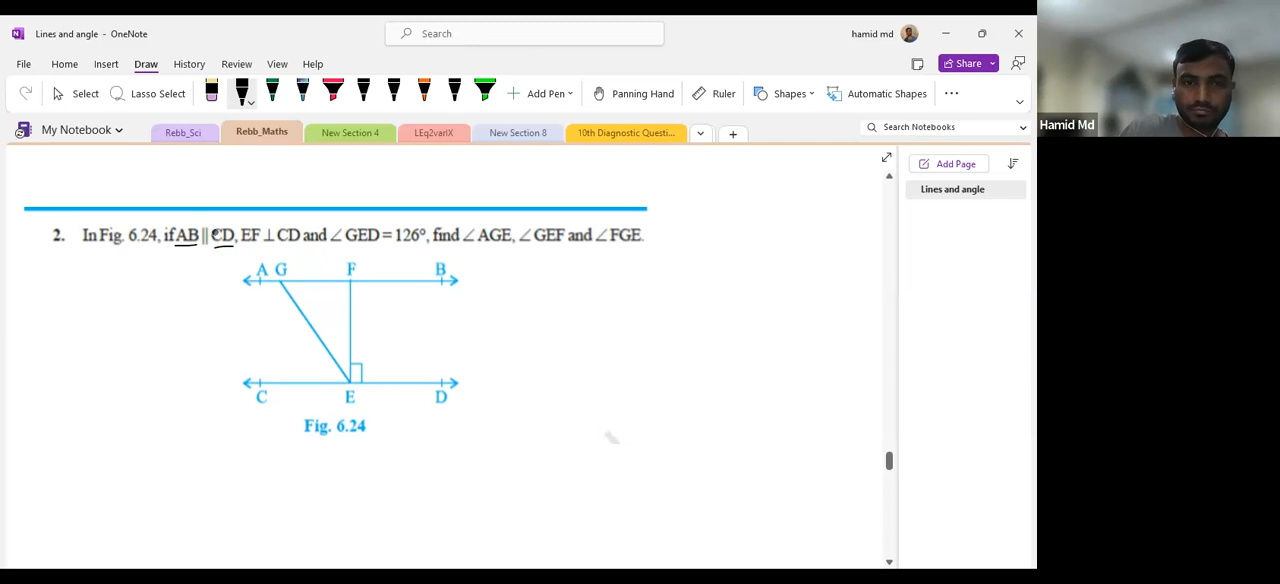 Lines and angle - OneNote
Search
hamid md
File Home Insert Draw History Review View Help
Share
Select Lasso Select Add Pen Panning Hand Ruler Shapes Automatic Shapes ...
My Notebook Rebb_Sci Rebb_Maths New Section 4 LEq2varIX New Section 8 10th Diagnostic Questi... + Search Notebooks
Add Page
Lines and angle
2. In Fig. 6.24, if AB || CD, EF ⊥ CD and ∠ GED = 126°, find ∠ AGE, ∠ GEF and ∠ FGE.
A G F B
C E D
Fig. 6.24
Hamid Md